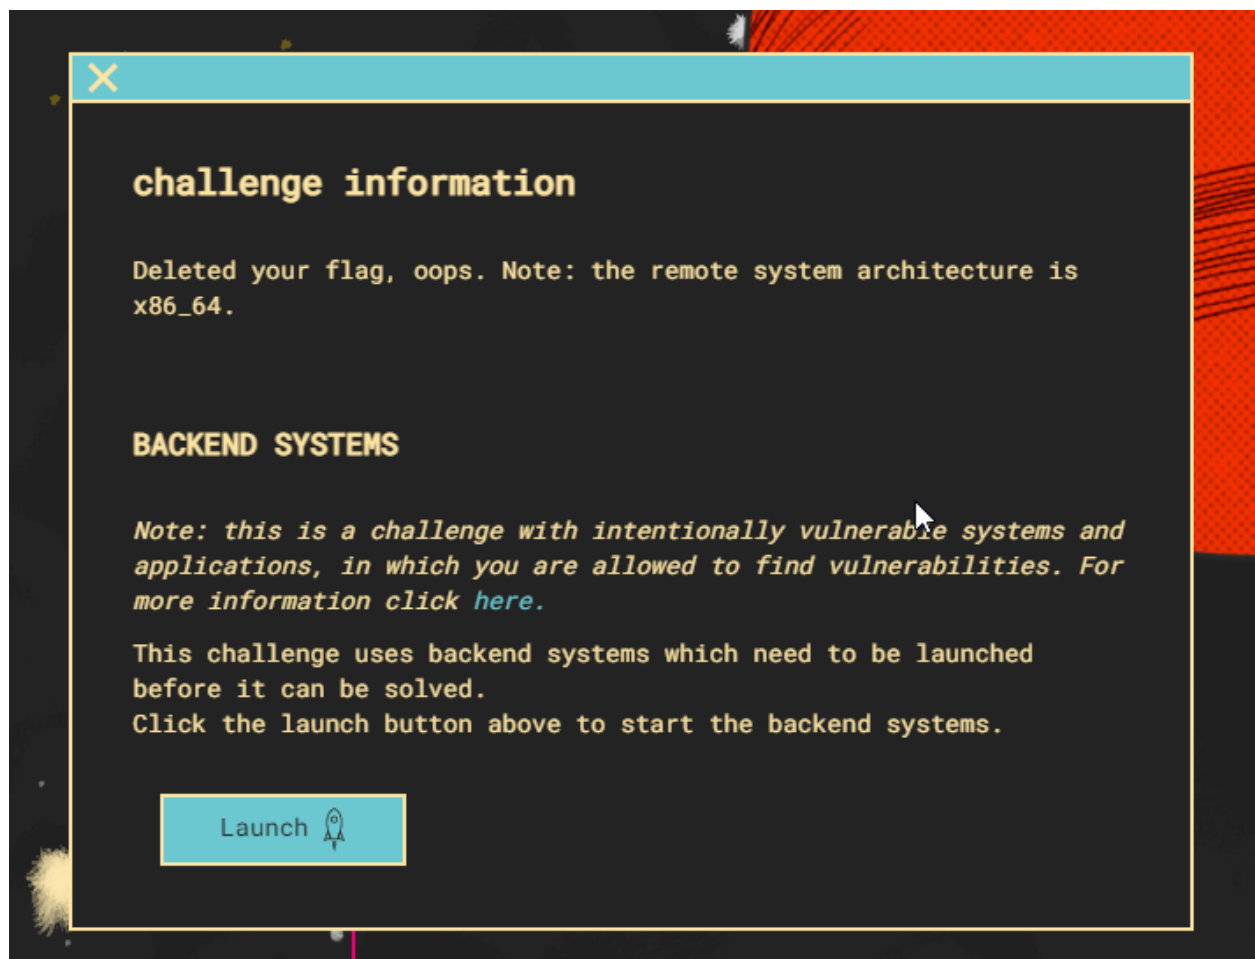 challenge information
Deleted your flag, oops. Note: the remote system architecture is
x86_64.
BACKEND SYSTEMS
Note: this is a challenge with intentionally vulnerable systems and
applications, in which you are allowed to find vulnerabilities. For
more information click here.
This challenge uses backend systems which need to be launched
before it can be solved.
Click the launch button above to start the backend systems.
Launch